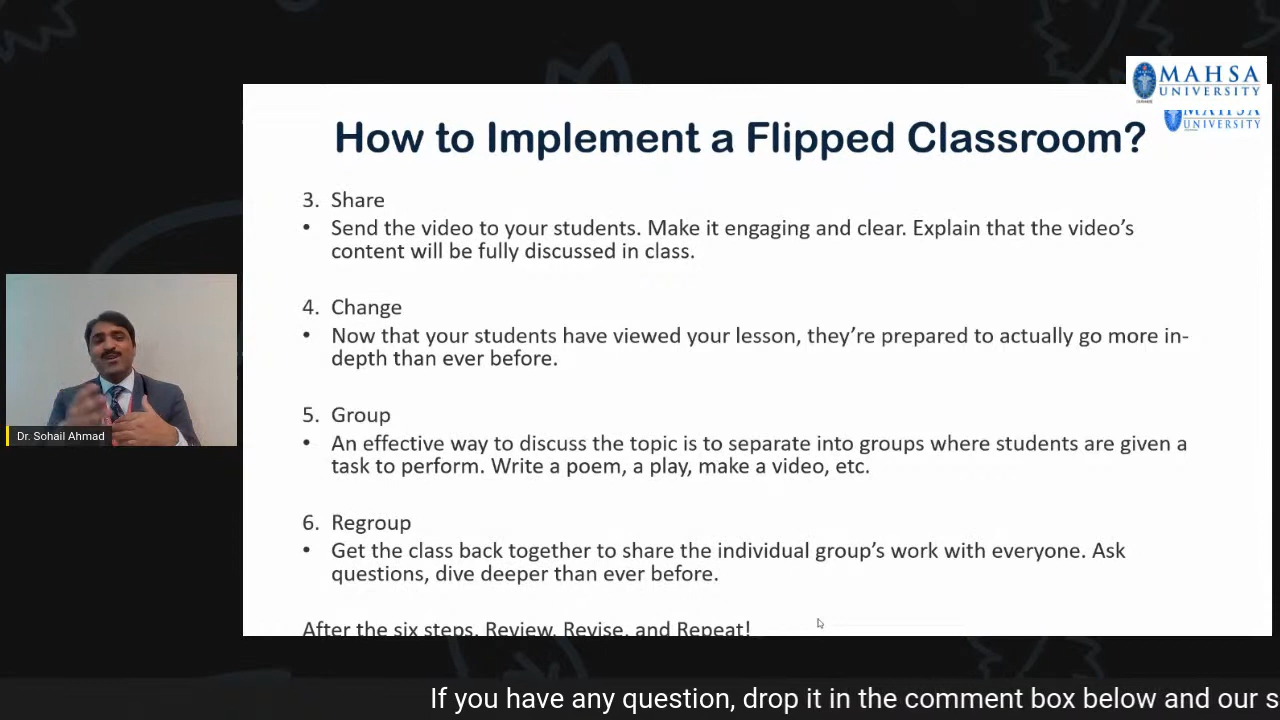 MAHSA
UNIVERSITY
MAHSA
UNIVERSITY
How to Implement a Flipped Classroom?
3. Share
• Send the video to your students. Make it engaging and clear. Explain that the video’s
content will be fully discussed in class.
4. Change
• Now that your students have viewed your lesson, they’re prepared to actually go more in-
depth than ever before.
5. Group
• An effective way to discuss the topic is to separate into groups where students are given a
task to perform. Write a poem, a play, make a video, etc.
6. Regroup
• Get the class back together to share the individual group’s work with everyone. Ask
questions, dive deeper than ever before.
After the six steps, Review, Revise, and Repeat!
Dr. Sohail Ahmad
If you have any question, drop it in the comment box below and our s